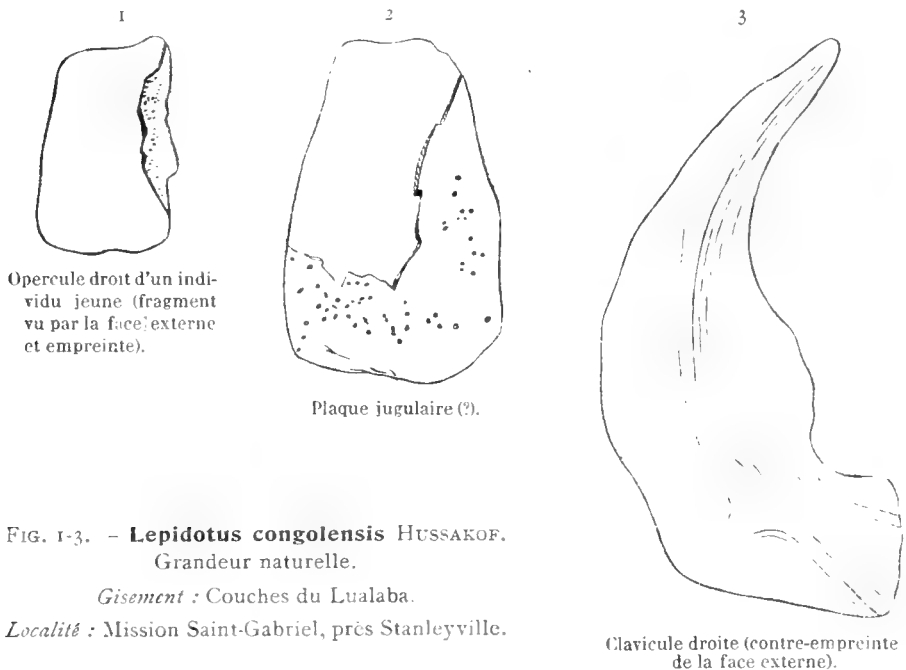 1
Opercule droit d'un indi-
vidu jeune (fragment
vu par la face externe
et empreinte).
2
Plaque jugulaire (?).
3
Clavicule droite (contre-empreinte
de la face externe).
FIG. 1-3. – Lepidotus congolensis HUSSAKOF.
Grandeur naturelle.
Gisement : Couches du Lualaba.
Localité : Mission Saint-Gabriel, près Stanleyville.